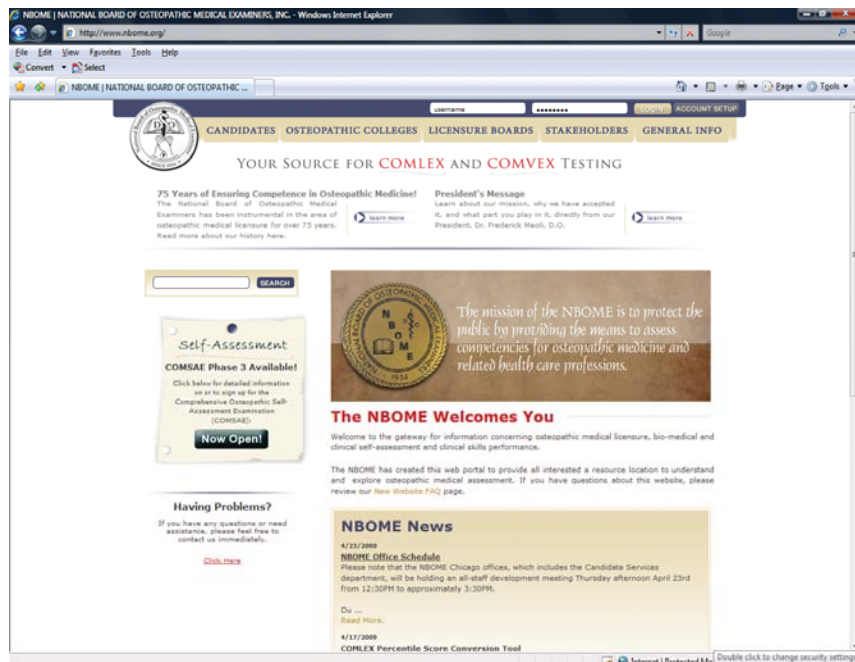 NBOME | NATIONAL BOARD OF OSTEOPATHIC MEDICAL EXAMINERS, INC. - Windows Internet Explorer
http://www.nbome.org/
Google
File Edit View Favorites Tools Help
Convert Select
NBOME | NATIONAL BOARD OF OSTEOPATHIC ...
Page Tools
username
LOGIN ACCOUNT SETUP
CANDIDATES OSTEOPATHIC COLLEGES LICENSURE BOARDS STAKEHOLDERS GENERAL INFO
YOUR SOURCE FOR COMLEX AND COMVEX TESTING
75 Years of Ensuring Competence in Osteopathic Medicine!
The National Board of Osteopathic Medical
Examiners has been instrumental in the area of
osteopathic medical licensure for over 75 years.
Read more about our history here.
learn more
President's Message
Learn about our mission, why we have accepted
it, and what part you play in it, directly from our
President, Dr. Frederick Meoli, D.O.
learn more
SEARCH
Self-Assessment
COMSAE Phase 3 Available!
Click below for detailed information
on or to sign up for the
Comprehensive Osteopathic Self-
Assessment Examination
(COMSAE):
Now Open!
Having Problems?
If you have any questions or need
assistance, please feel free to
contact us immediately.
Click Here
NATIONAL BOARD OF OSTEOPATHIC MEDICAL EXAMINERS
NBOME
1934
The mission of the NBOME is to protect the
public by providing the means to assess
competencies for osteopathic medicine and
related health care professions.
The NBOME Welcomes You
Welcome to the gateway for information concerning osteopathic medical licensure, bio-medical and
clinical self-assessment and clinical skills performance.
The NBOME has created this web portal to provide all interested a resource location to understand
and explore osteopathic medical assessment. If you have questions about this website, please
review our New Website FAQ page.
NBOME News
4/23/2009
NBOME Office Schedule
Please note that the NBOME Chicago offices, which includes the Candidate Services
department, will be holding an all-staff development meeting Thursday afternoon April 23rd
from 12:30PM to approximately 3:30PM.
Du ...
Read More.
4/17/2009
COMLEX Percentile Score Conversion Tool
Internet | Protected Mo
Double click to change security settings